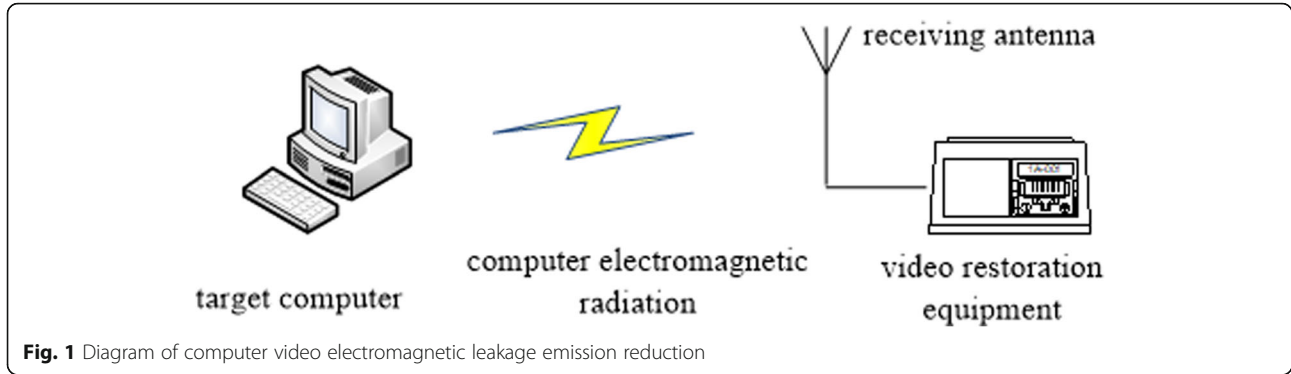 receiving antenna
target computer
computer electromagnetic
radiation
video restoration
equipment
Fig. 1 Diagram of computer video electromagnetic leakage emission reduction